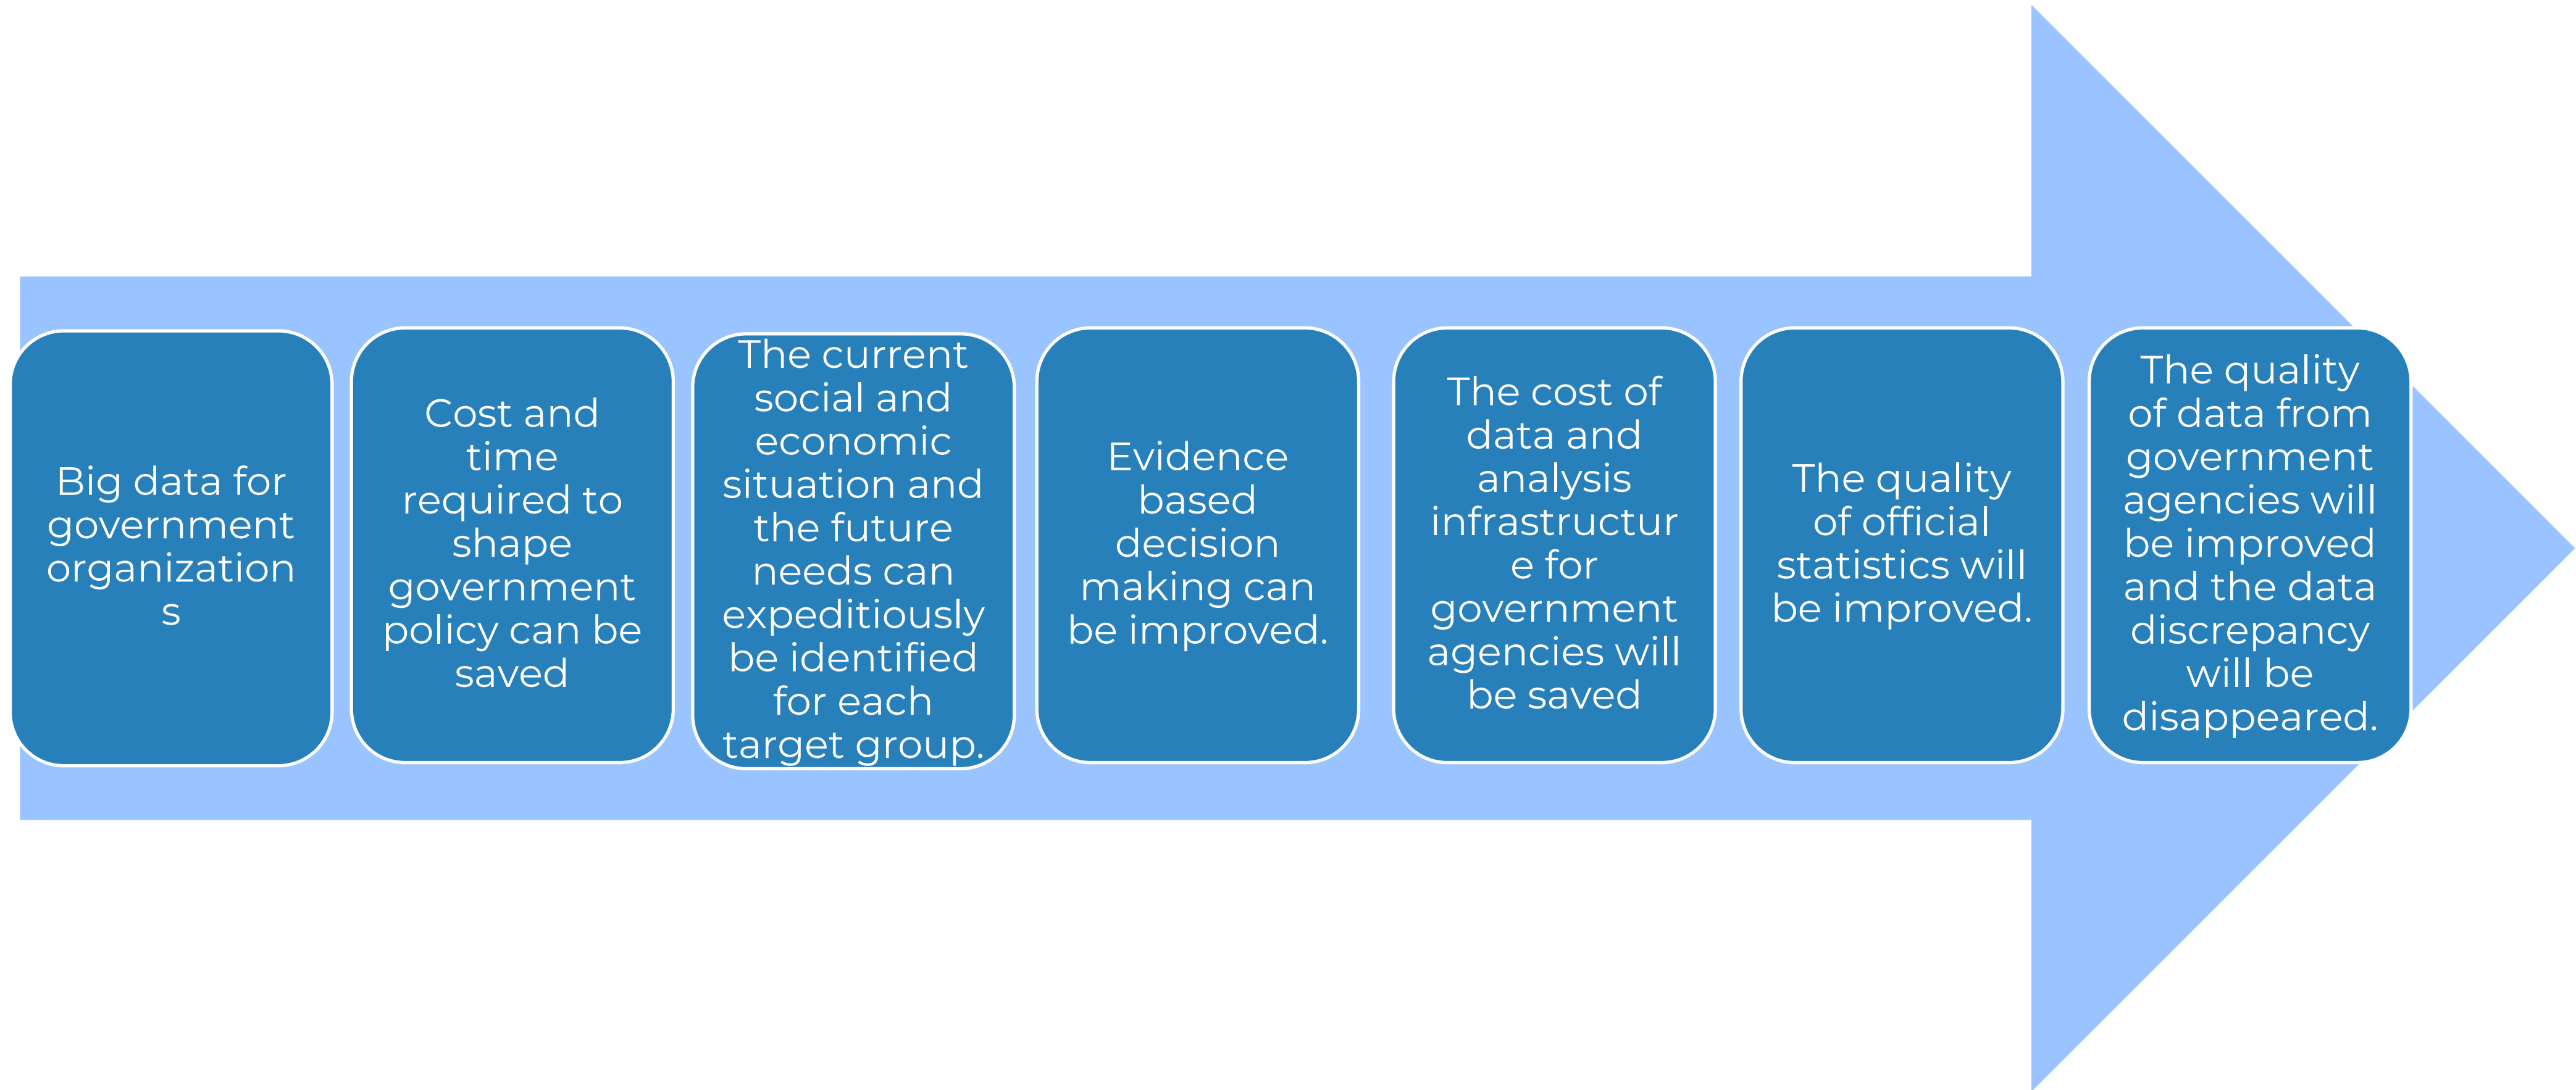 Big data for
government
organization
s
Cost and
time
required to
shape
government
policy can be
saved
The current
social and
economic
situation and
the future
needs can
expeditiously
be identified
for each
target group.
Evidence
based
decision
making can
be improved.
The cost of
data and
analysis
infrastructur
e for
government
agencies will
be saved
The quality
of official
statistics will
be improved.
The quality
of data from
government
agencies will
be improved
and the data
discrepancy
will be
disappeared.